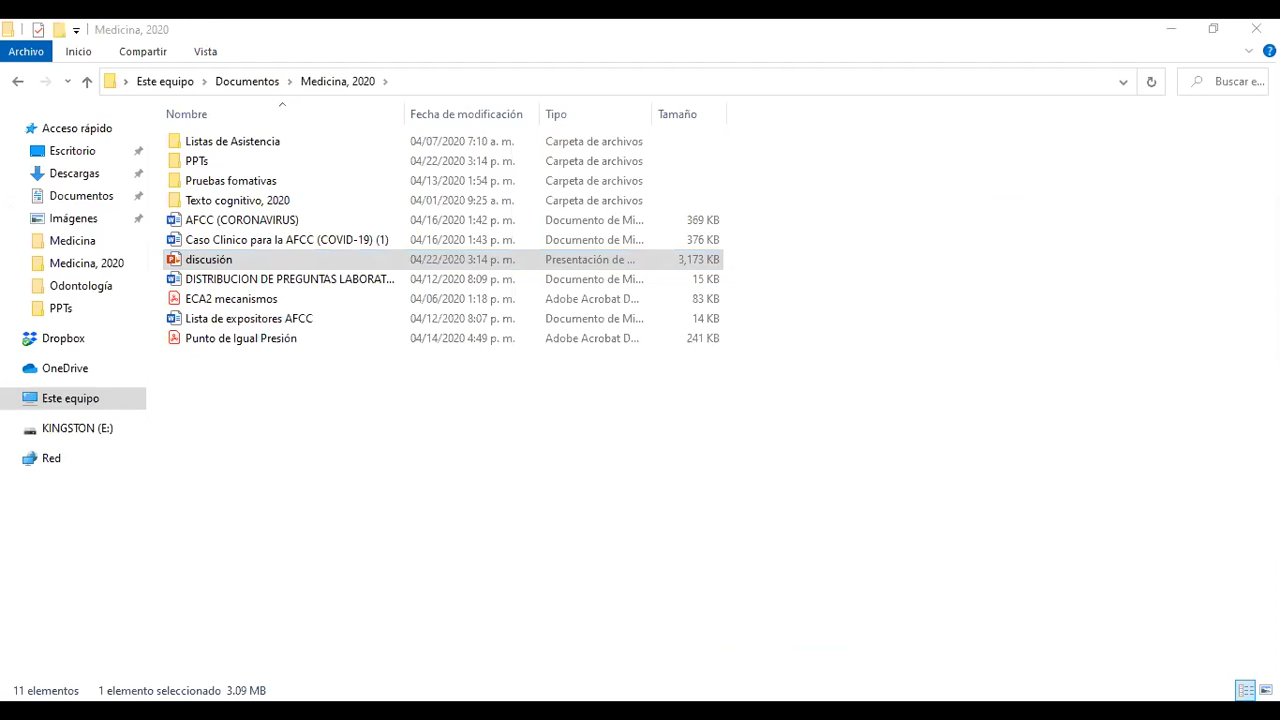 Medicina, 2020
Archivo Inicio Compartir Vista
Este equipo Documentos Medicina, 2020 Buscar e...
Nombre Fecha de modificación Tipo Tamaño
Acceso rápido
Escritorio
Descargas
Documentos
Imágenes
Medicina
Medicina, 2020
Odontología
PPTs
Dropbox
OneDrive
Este equipo
KINGSTON (E:)
Red
Listas de Asistencia 04/07/2020 7:10 a. m. Carpeta de archivos
PPTs 04/22/2020 3:14 p. m. Carpeta de archivos
Pruebas fomativas 04/13/2020 1:54 p. m. Carpeta de archivos
Texto cognitivo, 2020 04/01/2020 9:25 a. m. Carpeta de archivos
AFCC (CORONAVIRUS) 04/16/2020 1:42 p. m. Documento de Mi... 369 KB
Caso Clinico para la AFCC (COVID-19) (1) 04/16/2020 1:43 p. m. Documento de Mi... 376 KB
discusión 04/22/2020 3:14 p. m. Presentación de ... 3,173 KB
DISTRIBUCION DE PREGUNTAS LABORAT... 04/12/2020 8:09 p. m. Documento de Mi... 15 KB
ECA2 mecanismos 04/06/2020 1:18 p. m. Adobe Acrobat D... 83 KB
Lista de expositores AFCC 04/12/2020 8:07 p. m. Documento de Mi... 14 KB
Punto de Igual Presión 04/14/2020 4:49 p. m. Adobe Acrobat D... 241 KB
11 elementos 1 elemento seleccionado 3.09 MB